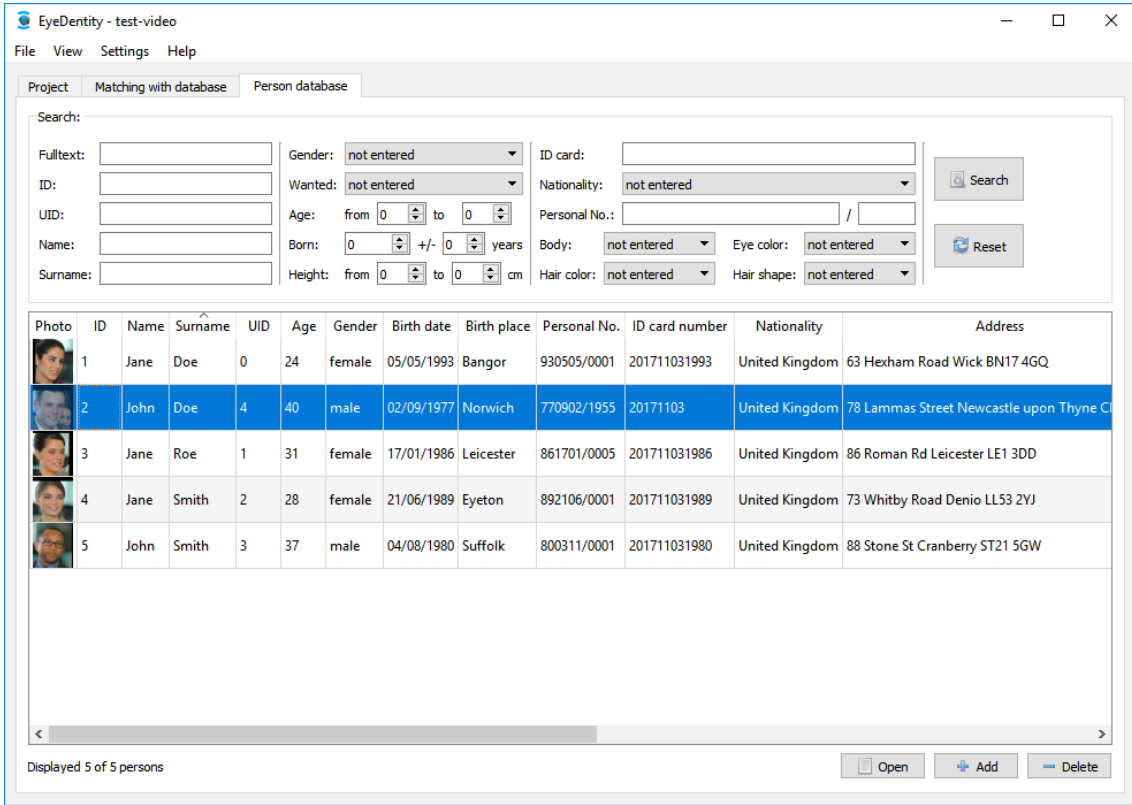 EyeDentity - test-video
File View Settings Help
Project Matching with database Person database
Search:
Fulltext: Gender: not entered ID card:
ID: Wanted: not entered Nationality: not entered Search
UID: Age: from 0 to 0 Personal No.: /
Name: Born: 0 +/- 0 years Body: not entered Eye color: not entered Reset
Surname: Height: from 0 to 0 cm Hair color: not entered Hair shape: not entered
Photo ID Name Surname UID Age Gender Birth date Birth place Personal No. ID card number Nationality Address
1 Jane Doe 0 24 female 05/05/1993 Bangor 930505/0001 201711031993 United Kingdom 63 Hexham Road Wick BN17 4GQ
2 John Doe 4 40 male 02/09/1977 Norwich 770902/1955 20171103 United Kingdom 78 Lammas Street Newcastle upon Thyne
3 Jane Roe 1 31 female 17/01/1986 Leicester 861701/0005 201711031986 United Kingdom 86 Roman Rd Leicester LE1 3DD
4 Jane Smith 2 28 female 21/06/1989 Eyeton 892106/0001 201711031989 United Kingdom 73 Whitby Road Denio LL53 2YJ
5 John Smith 3 37 male 04/08/1980 Suffolk 800311/0001 201711031980 United Kingdom 88 Stone St Cranberry ST21 5GW
Displayed 5 of 5 persons Open Add Delete